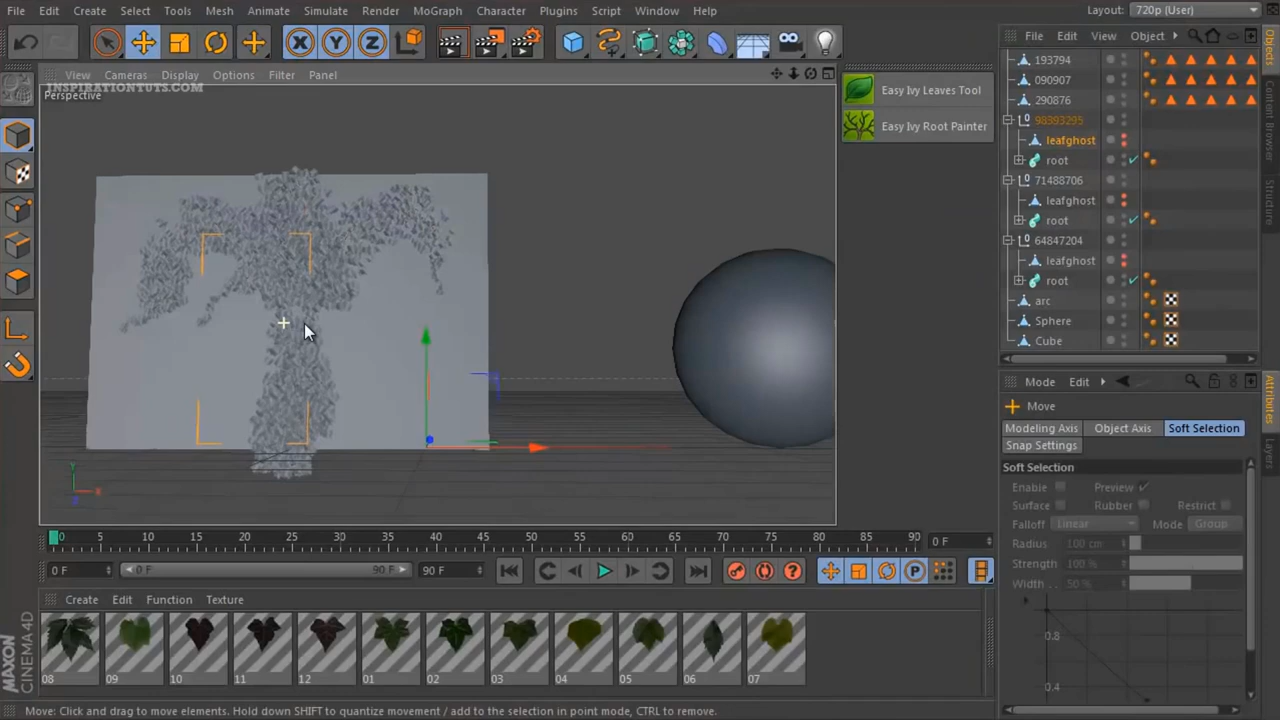 File Edit Create Select Tools Mesh Animate Simulate Render MoGraph Character Plugins Script Window Help
Layout: 720p (User)
File Edit View Object
View Cameras Display Options Filter Panel
INSPIRATIONTUTS.COM
Perspective
Easy Ivy Leaves Tool
Easy Ivy Root Painter
193794
090907
290876
98393295
leafghost
root
71488706
leafghost
root
64847204
leafghost
root
arc
Sphere
Cube
Objects
Content Browser
Structure
Mode Edit
Move
Modeling Axis Object Axis Soft Selection
Snap Settings
Soft Selection
Enable Preview
Surface Rubber Restrict
Falloff Linear Mode Group
Radius 100 cm
Strength 100 %
Width 50 %
0.8
0.4
Attributes
Layers
Y
X
Z
0 5 10 15 20 25 30 35 40 45 50 55 60 65 70 75 80 85 90
0 F
0 F 0 F 90 F 90 F
Create Edit Function Texture
08 09 10 11 12 01 02 03 04 05 06 07
MAXON
CINEMA 4D
Move: Click and drag to move elements. Hold down SHIFT to quantize movement / add to the selection in point mode, CTRL to remove.